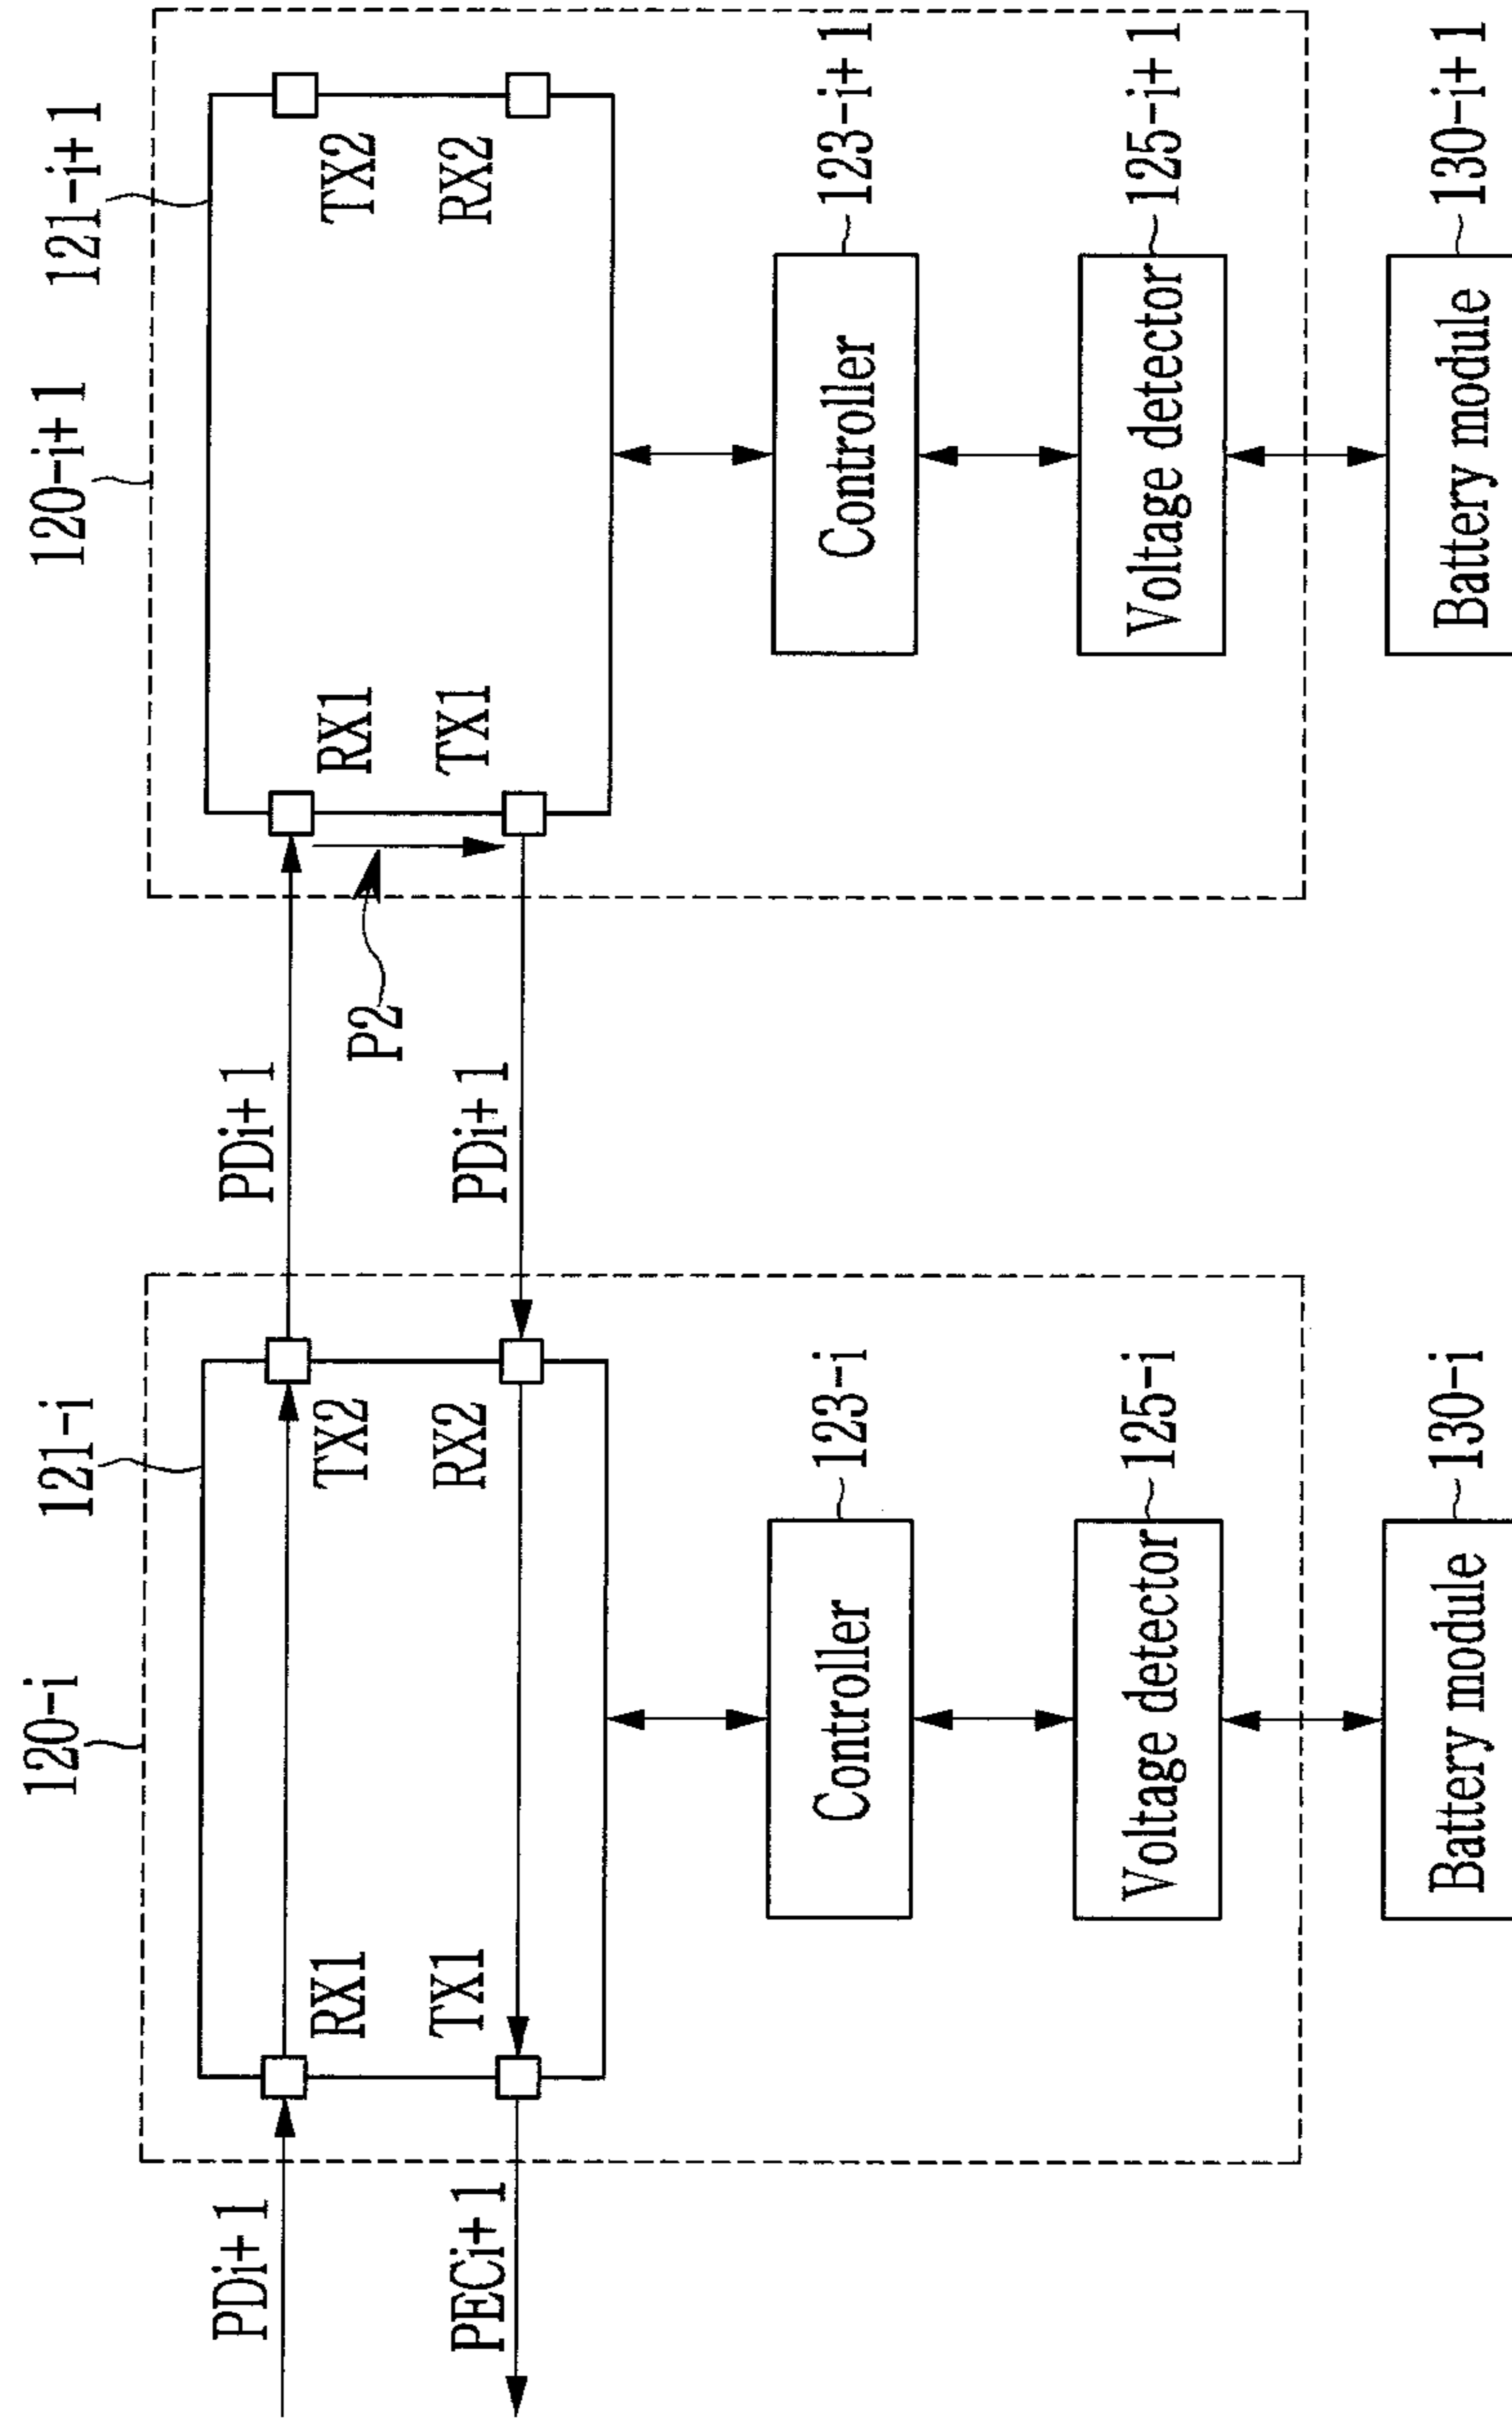 120-i
121-i
120-i+1
121-i+1
PDi+1
RX1
TX2
PDi+1
RX1
TX2
P2
PECi+1
TX1
RX2
PDi+1
TX1
RX2
Controller
123-i
Controller
123-i+1
Voltage detector
125-i
Voltage detector
125-i+1
Battery module
130-i
Battery module
130-i+1